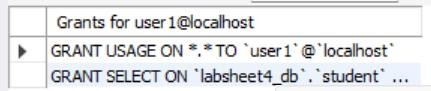 Grants for user1@localhost
GRANT USAGE ON *.* TO `user1`@`localhost`
GRANT SELECT ON `labsheet4_db`.`student` ...